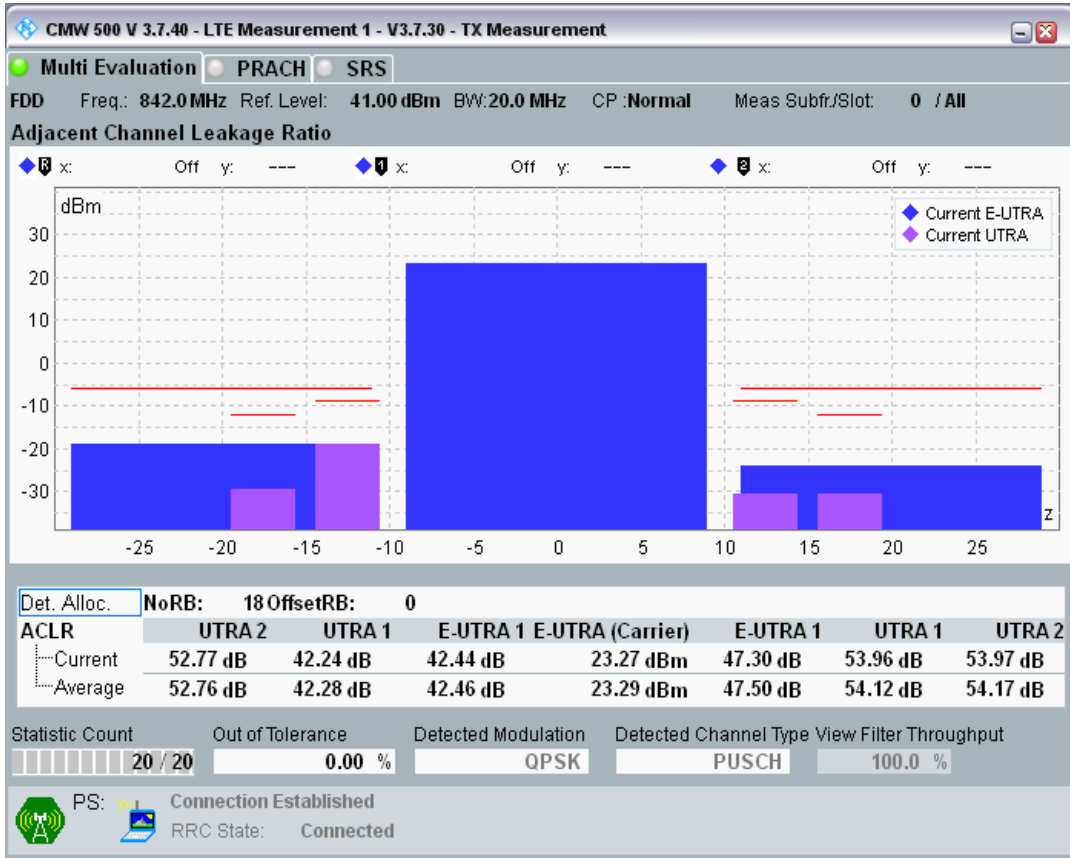 CMW 500 V 3.7.40 - LTE Measurement 1 - V3.7.30 - TX Measurement
Multi Evaluation PRACH SRS
FDD Freq.: 842.0 MHz Ref. Level: 41.00 dBm BW: 20.0 MHz CP : Normal Meas Subfr./Slot: 0 / All
Adjacent Channel Leakage Ratio
R x: Off y: --- 1 x: Off y: --- 2 x: Off y: ---
dBm
Current E-UTRA
Current UTRA
30
20
10
0
-10
-20
-30
z
-25 -20 -15 -10 -5 0 5 10 15 20 25
Det. Alloc. NoRB: 18 OffsetRB: 0
ACLR UTRA 2 UTRA 1 E-UTRA 1 E-UTRA (Carrier) E-UTRA 1 UTRA 1 UTRA 2
Current 52.77 dB 42.24 dB 42.44 dB 23.27 dBm 47.30 dB 53.96 dB 53.97 dB
Average 52.76 dB 42.28 dB 42.46 dB 23.29 dBm 47.50 dB 54.12 dB 54.17 dB
Statistic Count Out of Tolerance Detected Modulation Detected Channel Type View Filter Throughput
20 / 20 0.00 % QPSK PUSCH 100.0 %
PS: Connection Established
RRC State: Connected